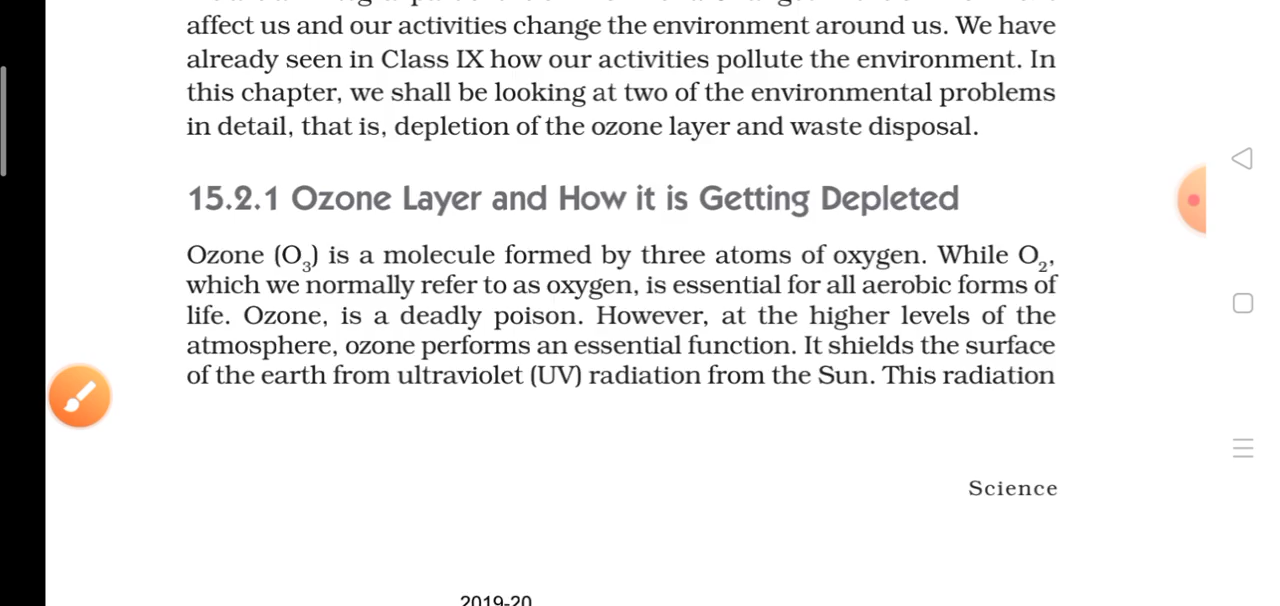 affect us and our activities change the environment around us. We have
already seen in Class IX how our activities pollute the environment. In
this chapter, we shall be looking at two of the environmental problems
in detail, that is, depletion of the ozone layer and waste disposal.
15.2.1 Ozone Layer and How it is Getting Depleted
Ozone (O₃) is a molecule formed by three atoms of oxygen. While O₂,
which we normally refer to as oxygen, is essential for all aerobic forms of
life. Ozone, is a deadly poison. However, at the higher levels of the
atmosphere, ozone performs an essential function. It shields the surface
of the earth from ultraviolet (UV) radiation from the Sun. This radiation
Science
2019-20